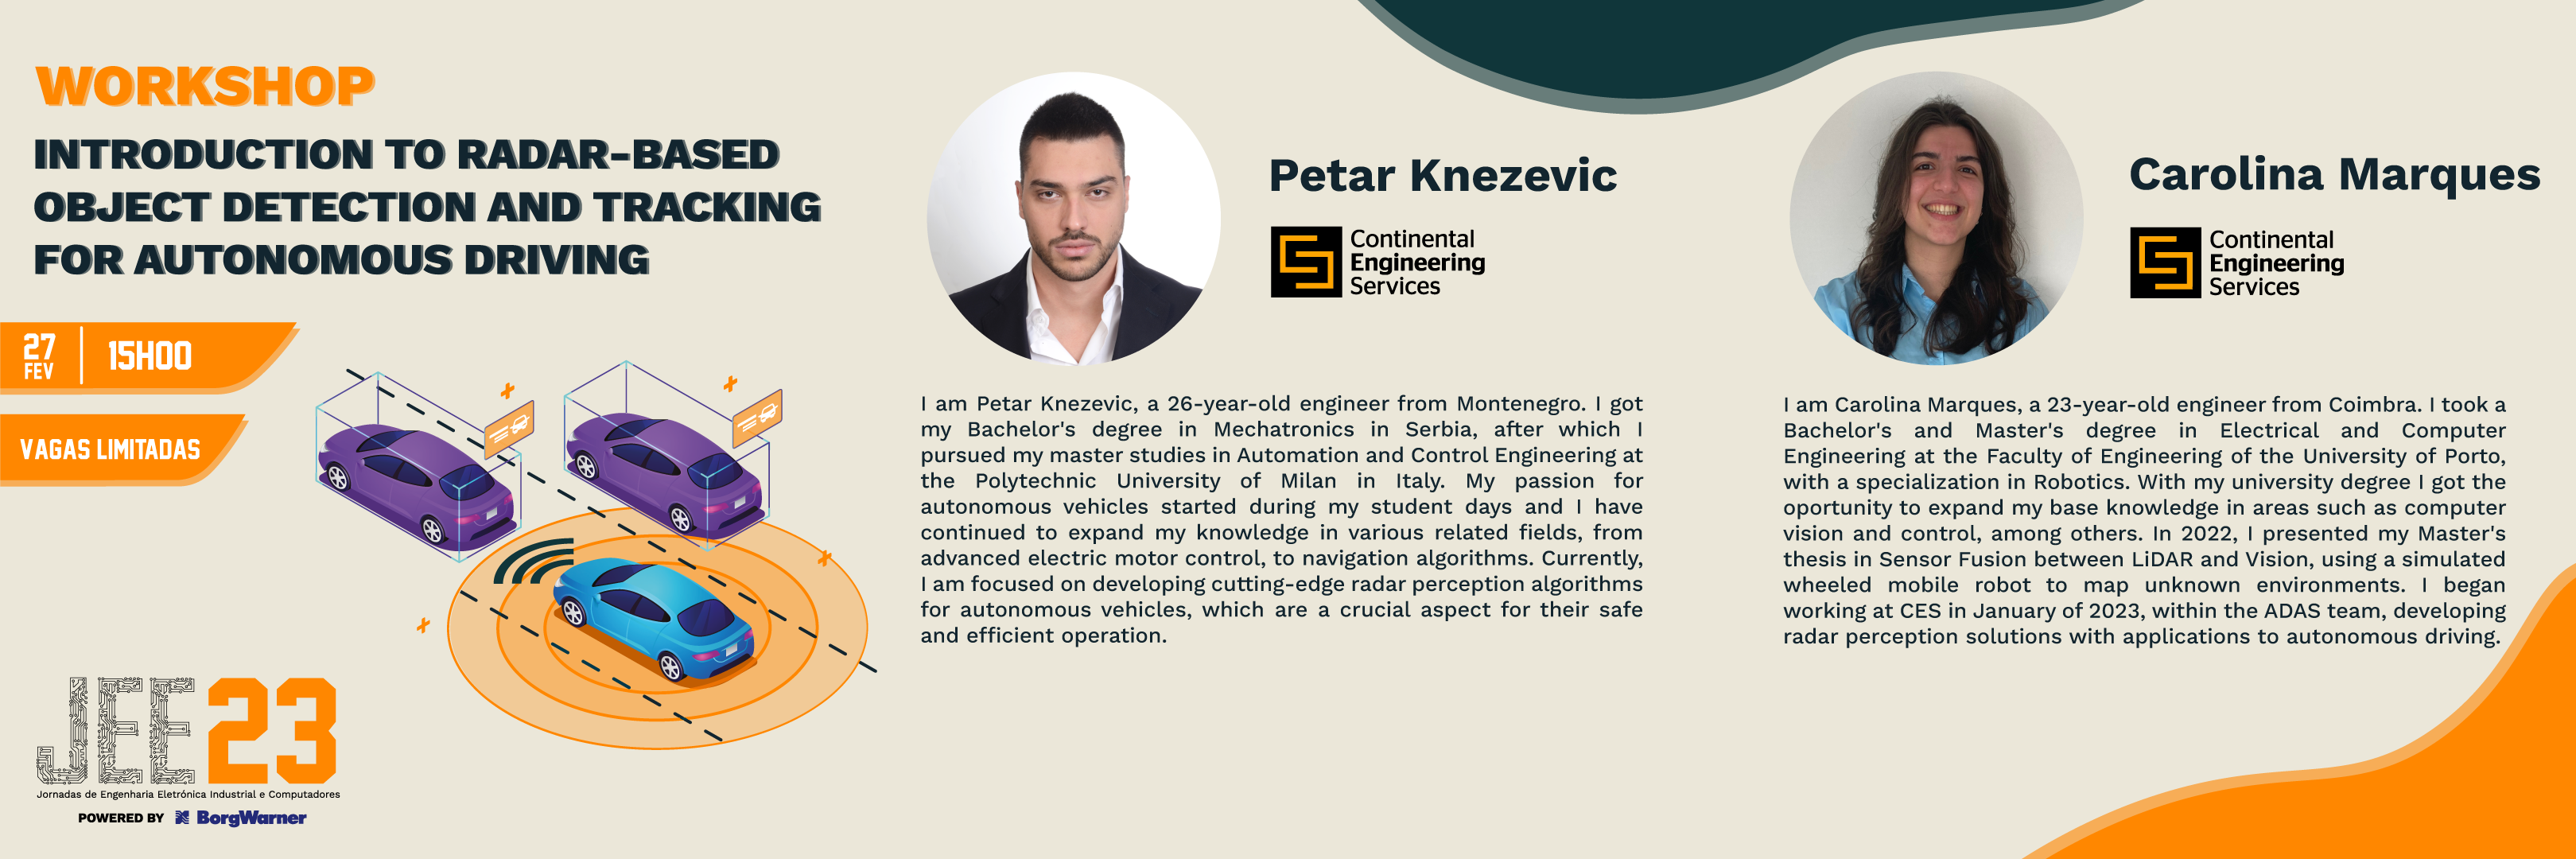 WORKSHOP
INTRODUCTION TO RADAR-BASED
OBJECT DETECTION AND TRACKING
FOR AUTONOMOUS DRIVING
27
FEV
15H00
VAGAS LIMITADAS
JEE23
Jornadas de Engenharia Eletrónica Industrial e Computadores
POWERED BY BorgWarner
Petar Knezevic
Continental
Engineering
Services
I am Petar Knezevic, a 26-year-old engineer from Montenegro. I got
my Bachelor's degree in Mechatronics in Serbia, after which I
pursued my master studies in Automation and Control Engineering at
the Polytechnic University of Milan in Italy. My passion for
autonomous vehicles started during my student days and I have
continued to expand my knowledge in various related fields, from
advanced electric motor control, to navigation algorithms. Currently,
I am focused on developing cutting-edge radar perception algorithms
for autonomous vehicles, which are a crucial aspect for their safe
and efficient operation.
Carolina Marques
Continental
Engineering
Services
I am Carolina Marques, a 23-year-old engineer from Coimbra. I took a
Bachelor's and Master's degree in Electrical and Computer
Engineering at the Faculty of Engineering of the University of Porto,
with a specialization in Robotics. With my university degree I got the
oportunity to expand my base knowledge in areas such as computer
vision and control, among others. In 2022, I presented my Master's
thesis in Sensor Fusion between LiDAR and Vision, using a simulated
wheeled mobile robot to map unknown environments. I began
working at CES in January of 2023, within the ADAS team, developing
radar perception solutions with applications to autonomous driving.